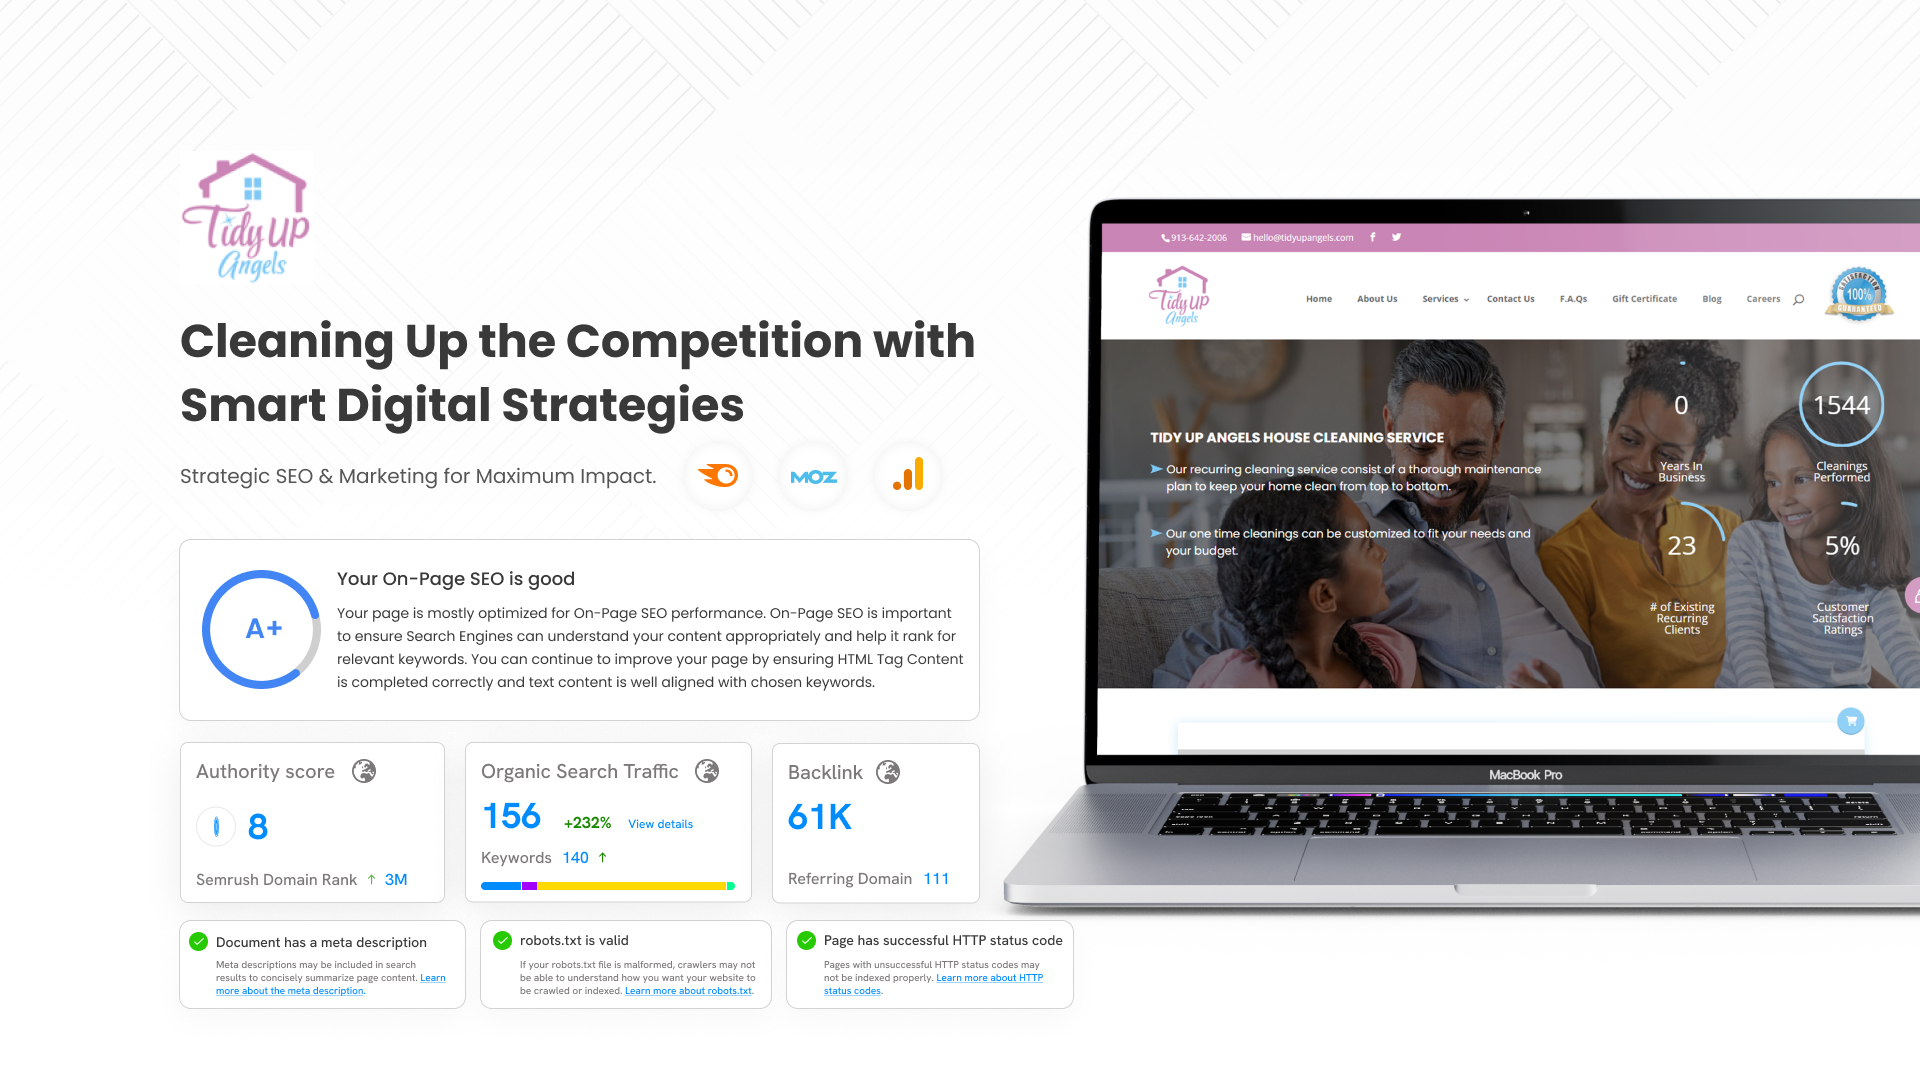 Tidy Up
Angels
Cleaning Up the Competition with
Smart Digital Strategies
Strategic SEO & Marketing for Maximum Impact.
MOZ
A+
Your On-Page SEO is good
Your page is mostly optimized for On-Page SEO performance. On-Page SEO is important
to ensure Search Engines can understand your content appropriately and help it rank for
relevant keywords. You can continue to improve your page by ensuring HTML Tag Content
is completed correctly and text content is well aligned with chosen keywords.
Authority score
8
Semrush Domain Rank ↑ 3M
Organic Search Traffic
156 +232% View details
Keywords 140 ↑
Backlink
61K
Referring Domain 111
Document has a meta description
Meta descriptions may be included in search
results to concisely summarize page content. Learn
more about the meta description.
robots.txt is valid
If your robots.txt file is malformed, crawlers may not
be able to understand how you want your website to
be crawled or indexed. Learn more about robots.txt.
Page has successful HTTP status code
Pages with unsuccessful HTTP status codes may
not be indexed properly. Learn more about HTTP
status codes.
913-642-2006 hello@tidyupangels.com
Tidy Up
Angels
Home About Us Services Contact Us F.A.Qs Gift Certificate Blog Careers
SATISFACTION
100%
GUARANTEED
TIDY UP ANGELS HOUSE CLEANING SERVICE
Our recurring cleaning service consist of a thorough maintenance
plan to keep your home clean from top to bottom.
Our one time cleanings can be customized to fit your needs and
your budget.
0
Years In
Business
1544
Cleanings
Performed
23
# of Existing
Recurring
Clients
5%
Customer
Satisfaction
Ratings
MacBook Pro